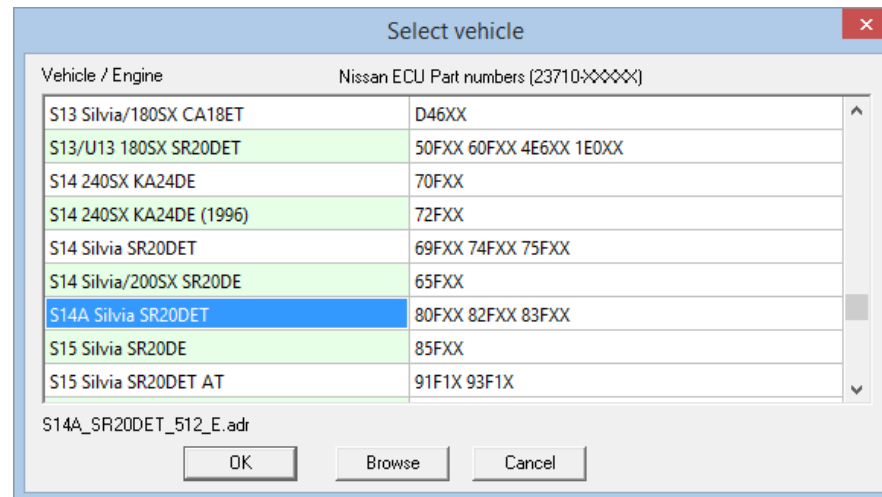 Select vehicle
Vehicle / Engine Nissan ECU Part numbers (23710-XXXXX)
S13 Silvia/180SX CA18ET D46XX
S13/U13 180SX SR20DET 50FXX 60FXX 4E6XX 1E0XX
S14 240SX KA24DE 70FXX
S14 240SX KA24DE (1996) 72FXX
S14 Silvia SR20DET 69FXX 74FXX 75FXX
S14 Silvia/200SX SR20DE 65FXX
S14A Silvia SR20DET 80FXX 82FXX 83FXX
S15 Silvia SR20DE 85FXX
S15 Silvia SR20DET AT 91F1X 93F1X
S14A_SR20DET_512_E.adr
OK Browse Cancel